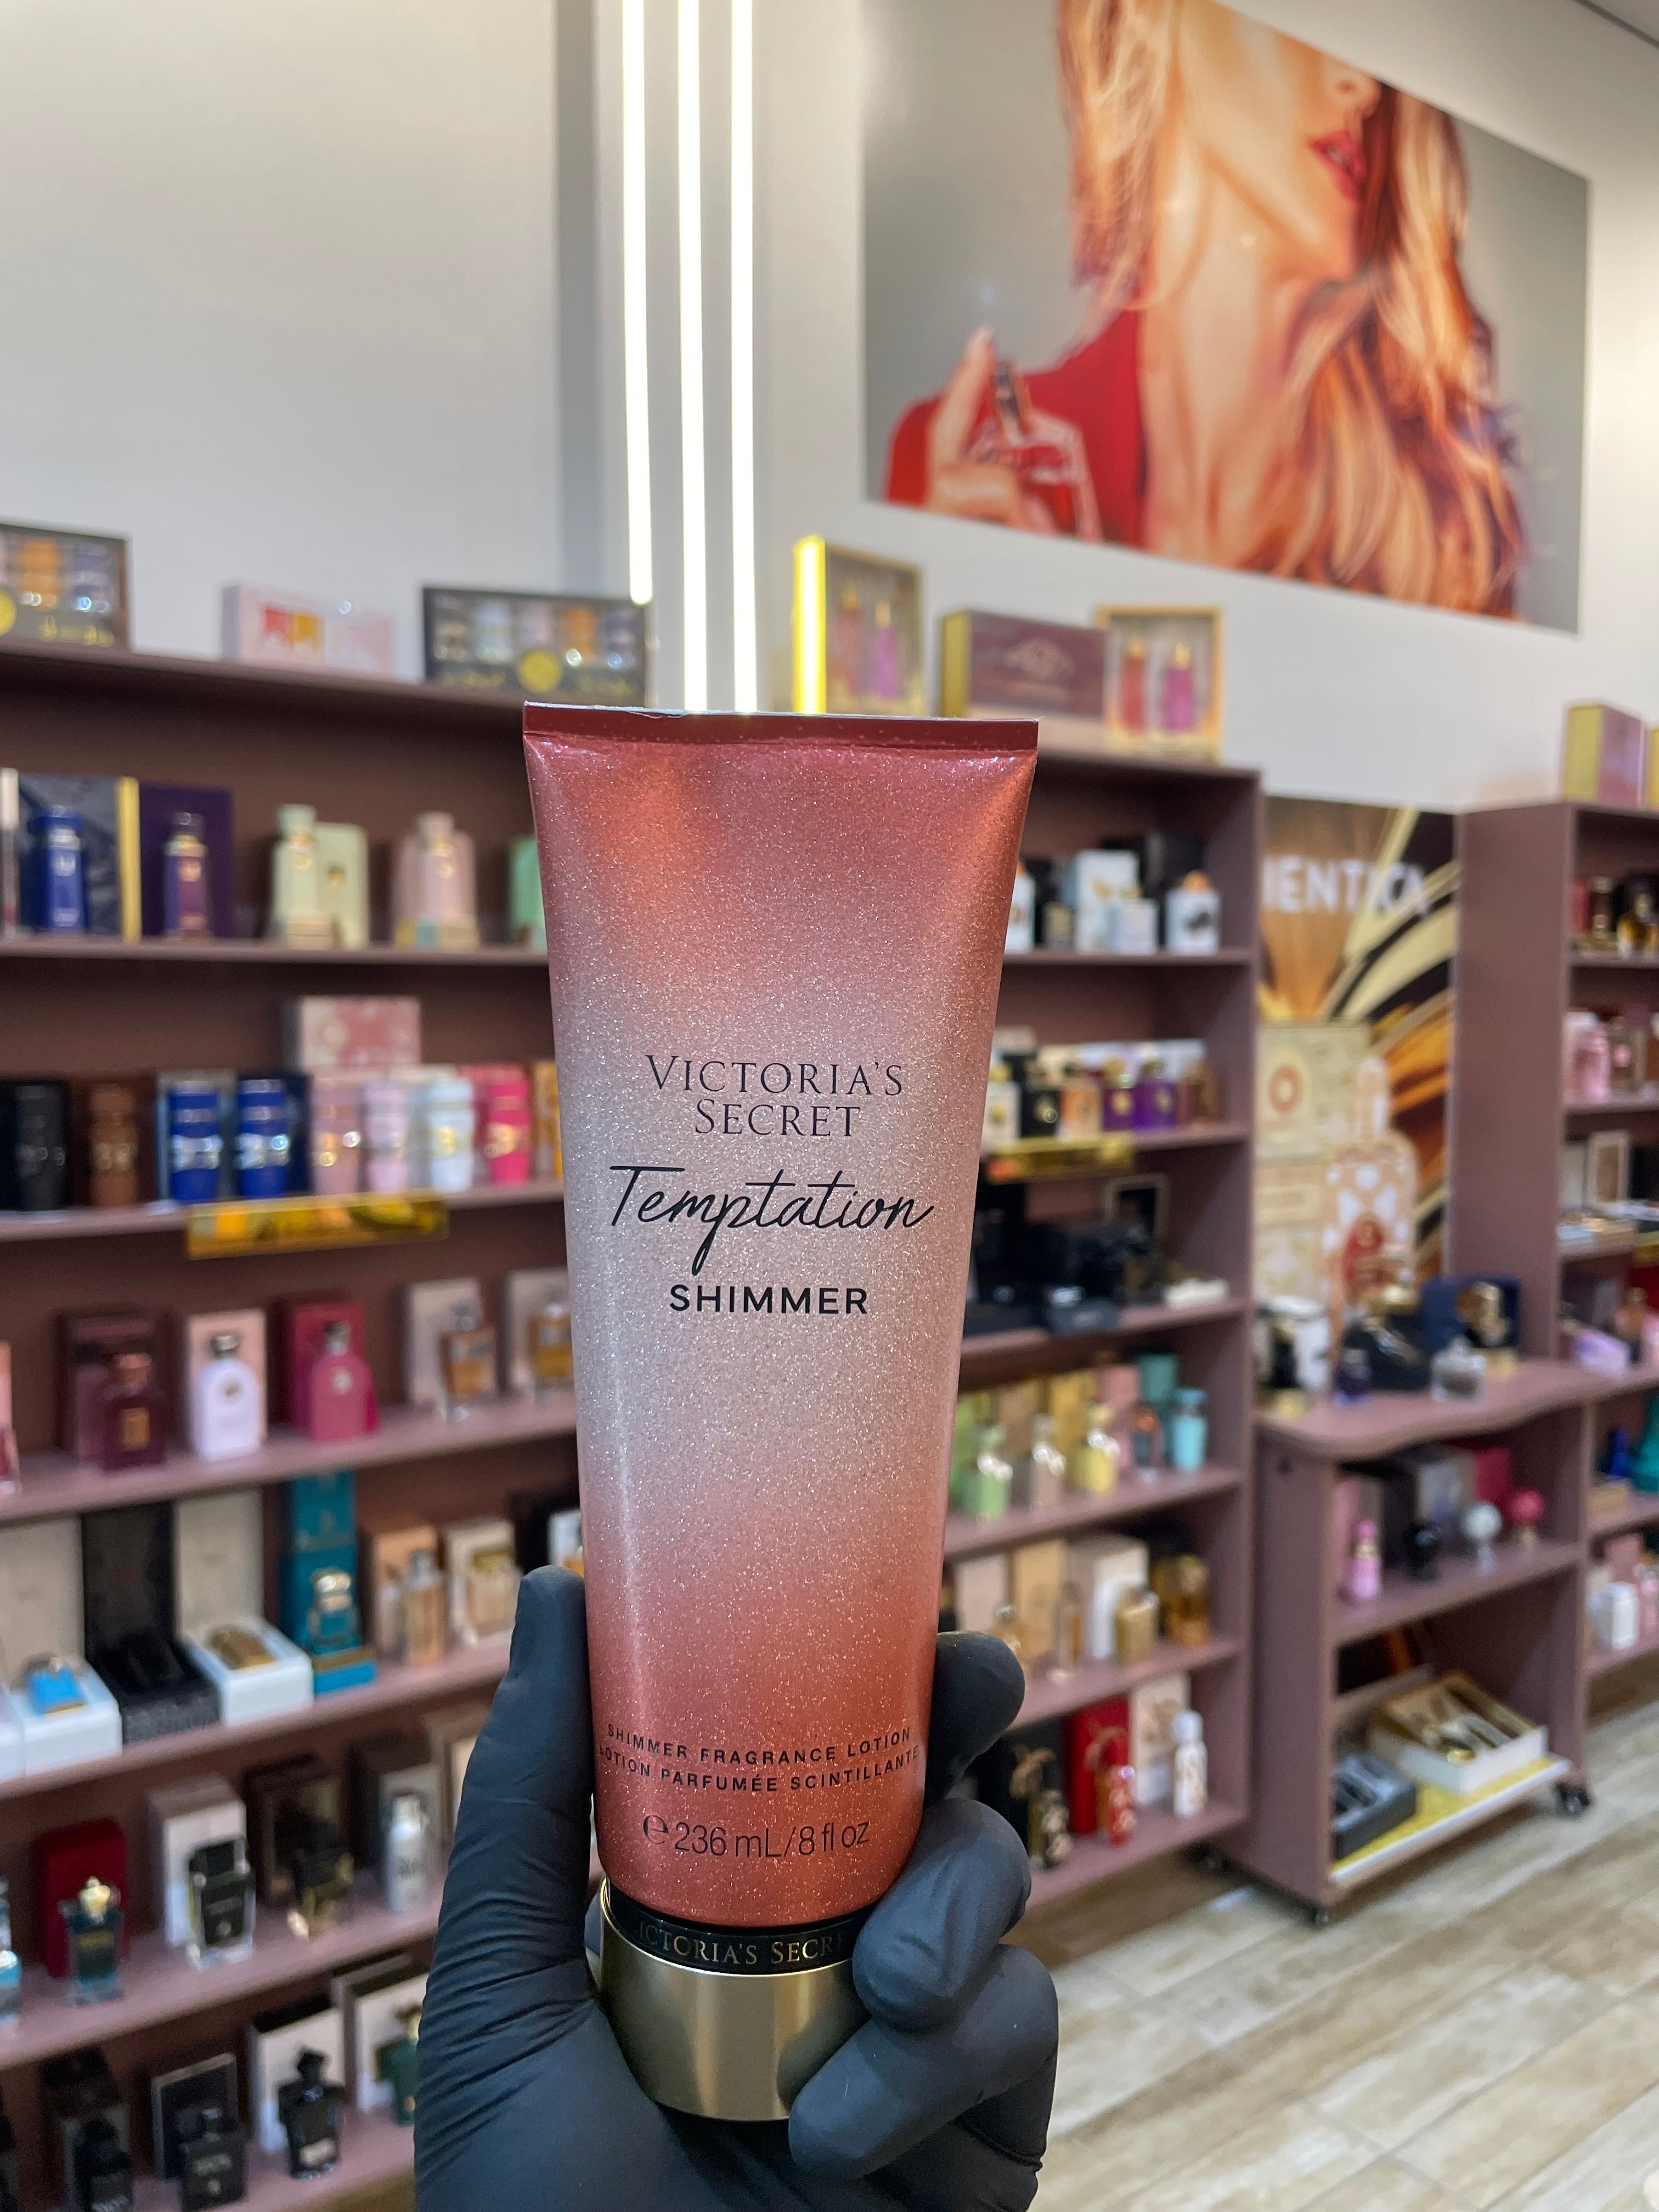 VICTORIA'S
SECRET
Temptation
SHIMMER
SHIMMER FRAGRANCE LOTION
LOTION PARFUMÉE SCINTILLANTE
℮ 236 mL/8 fl oz
VICTORIA'S SECRET